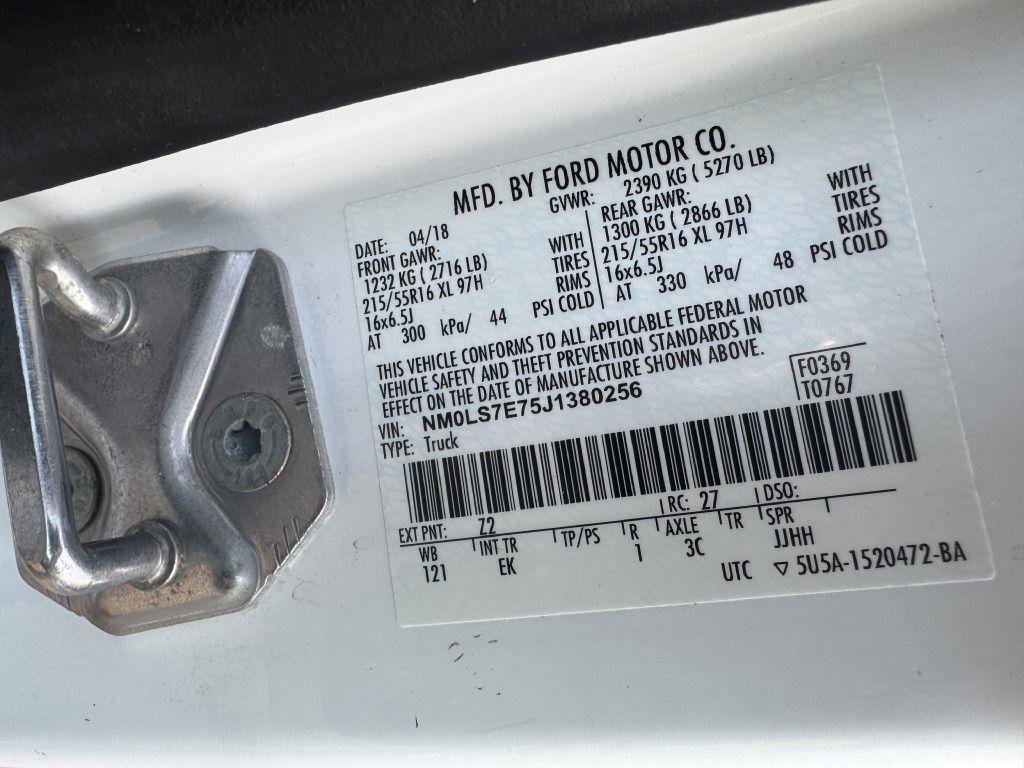 MFD. BY FORD MOTOR CO.
DATE: 04/18 GVWR: 2390 KG ( 5270 LB)
FRONT GAWR:
1232 KG ( 2716 LB) WITH
215/55R16 XL 97H TIRES
16x6.5J RIMS
AT 300 kPa/ 44 PSI COLD
REAR GAWR:
1300 KG ( 2866 LB) WITH
215/55R16 XL 97H TIRES
16x6.5J RIMS
AT 330 kPa/ 48 PSI COLD
THIS VEHICLE CONFORMS TO ALL APPLICABLE FEDERAL MOTOR
VEHICLE SAFETY AND THEFT PREVENTION STANDARDS IN
EFFECT ON THE DATE OF MANUFACTURE SHOWN ABOVE.
VIN: NM0LS7E75J1380256
TYPE: Truck
F0369
T0767
EXT PNT: Z2 RC: 27 DSO:
WB INT TR TP/PS R AXLE TR SPR
121 EK 1 3C JJHH
UTC ▽ 5U5A-1520472-BA